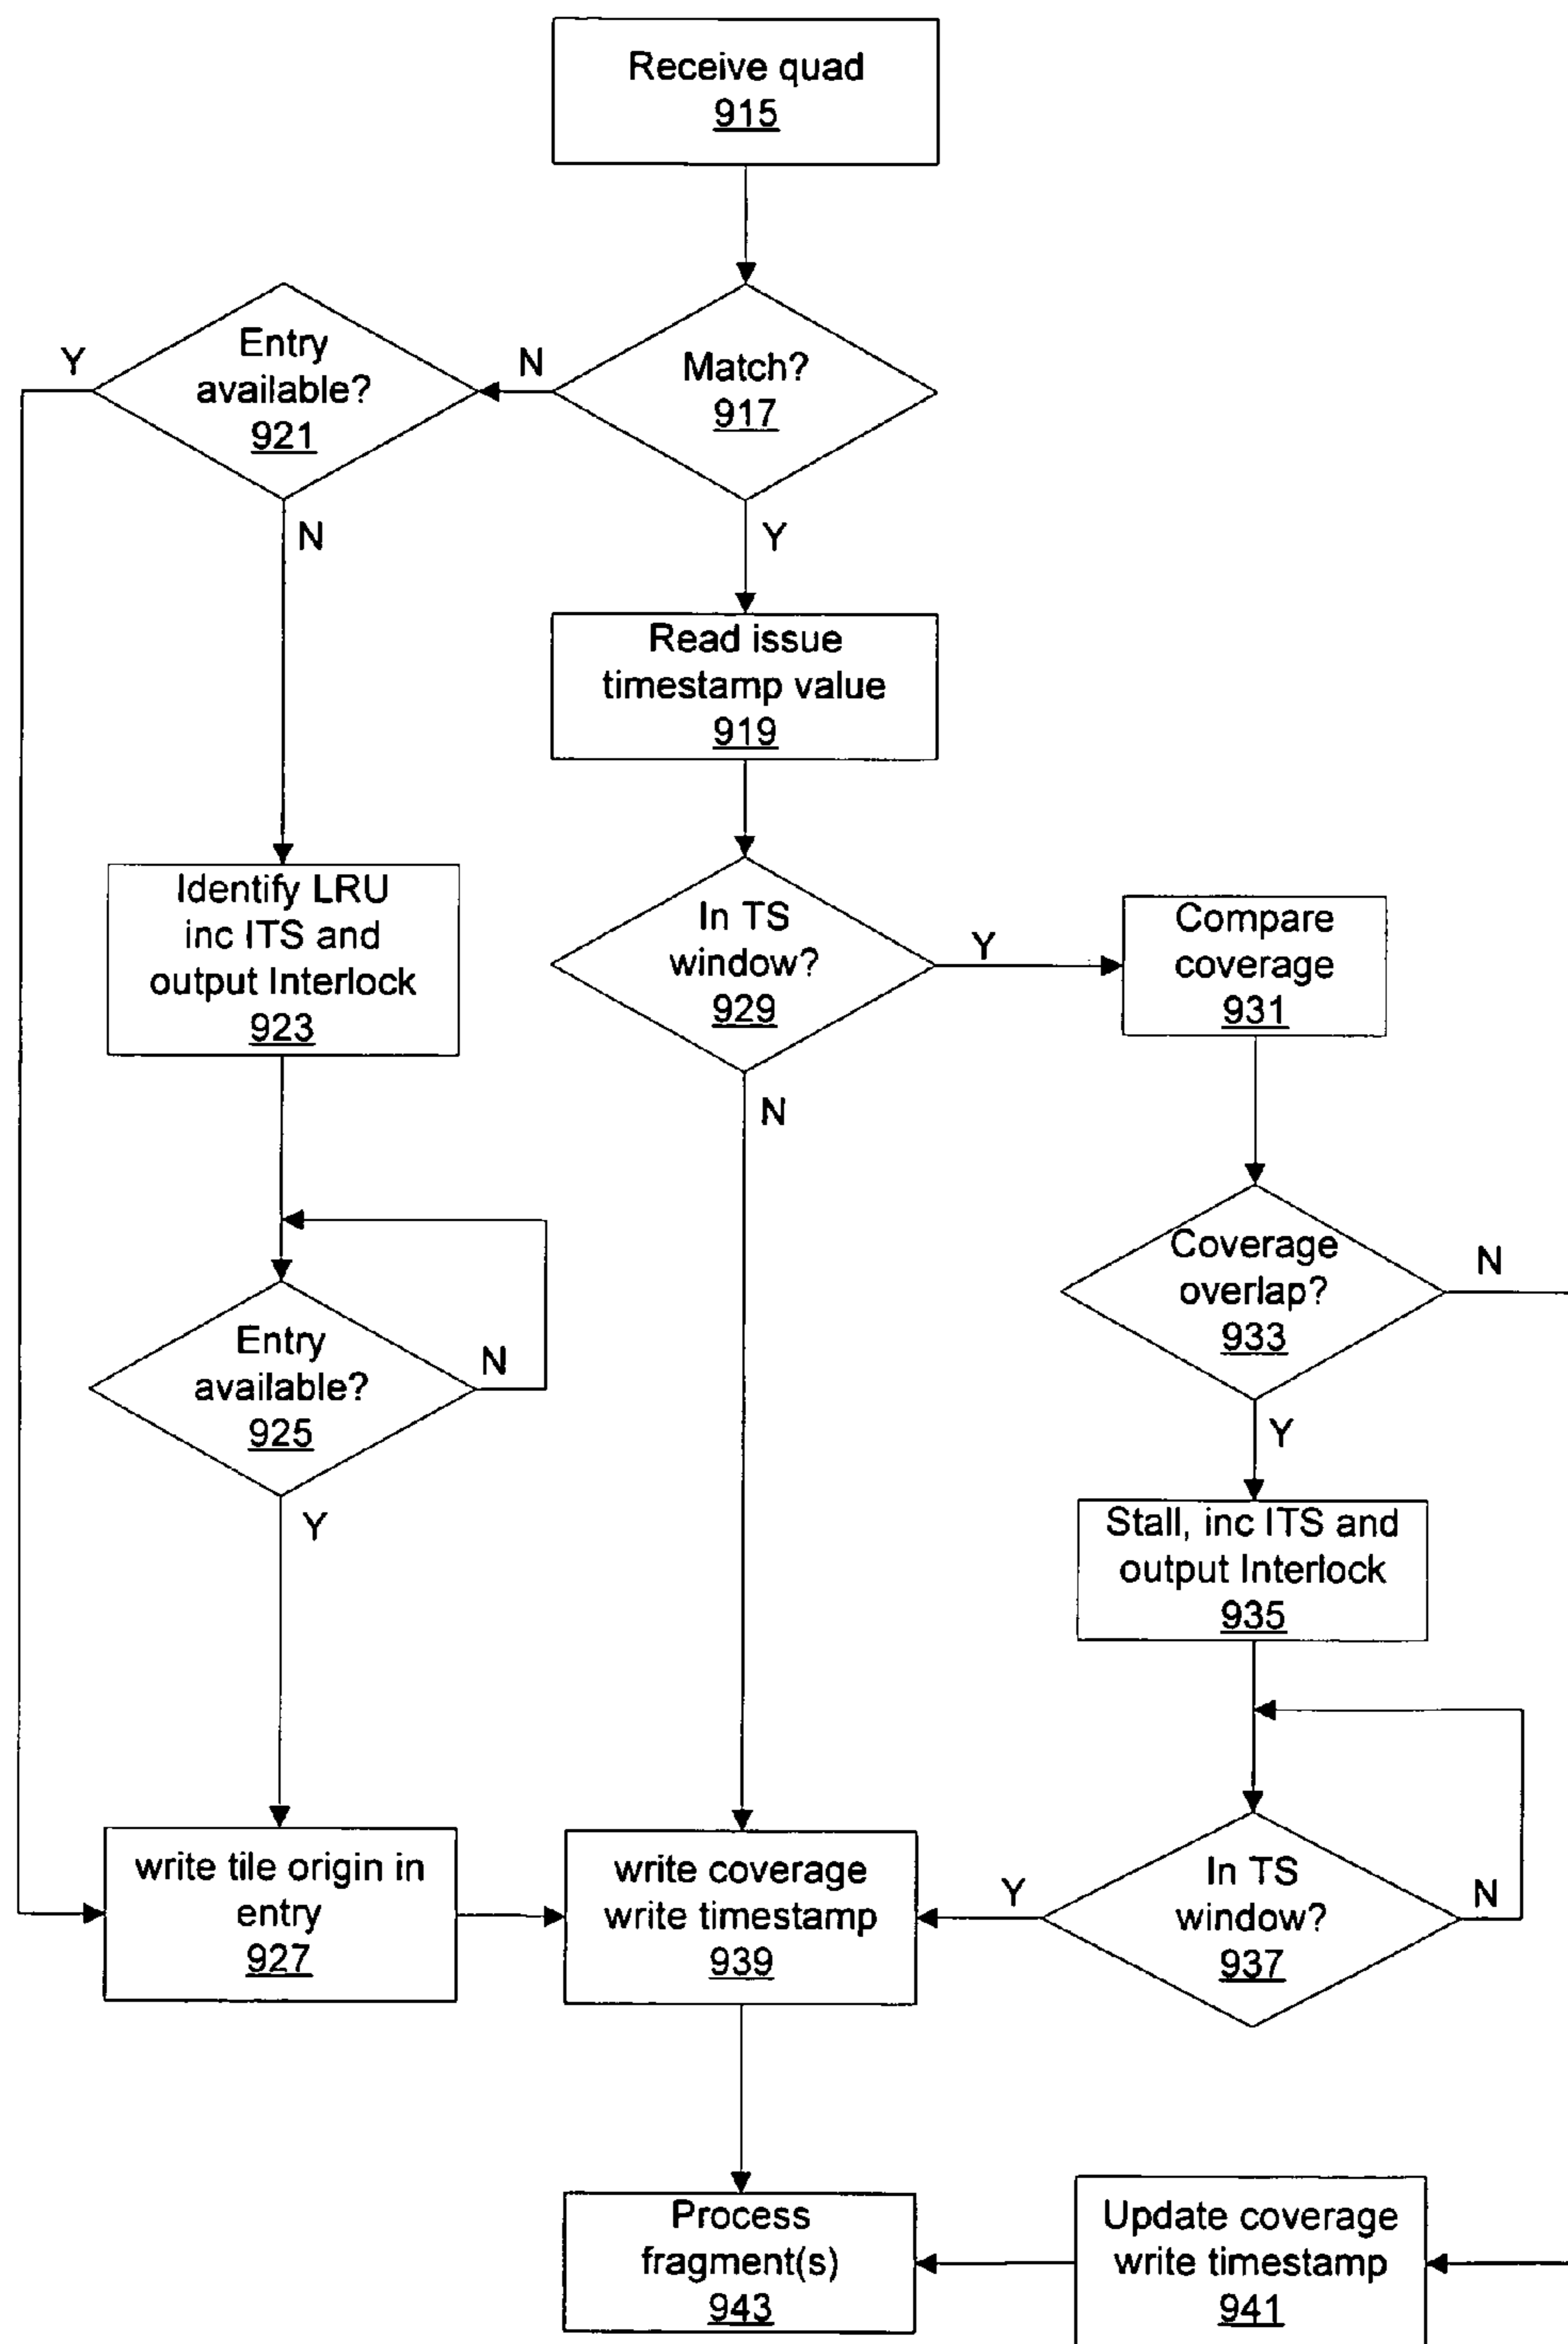 Receive quad
915
Entry
available?
921
Y
N
Match?
917
N
Y
Read issue
timestamp value
919
Identify LRU
inc ITS and
output Interlock
923
In TS
window?
929
Y
N
Compare
coverage
931
Coverage
overlap?
933
N
Y
Entry
available?
925
N
Y
Stall, inc ITS and
output Interlock
935
write tile origin in
entry
927
write coverage
write timestamp
939
In TS
window?
937
Y
N
Process
fragment(s)
943
Update coverage
write timestamp
941